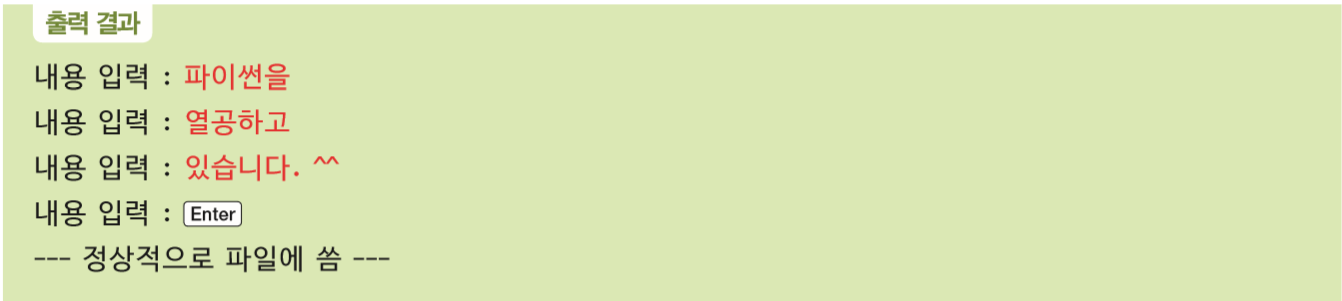 출력 결과
내용 입력 : 파이썬을
내용 입력 : 열공하고
내용 입력 : 있습니다. ^^
내용 입력 : Enter
--- 정상적으로 파일에 씀 ---